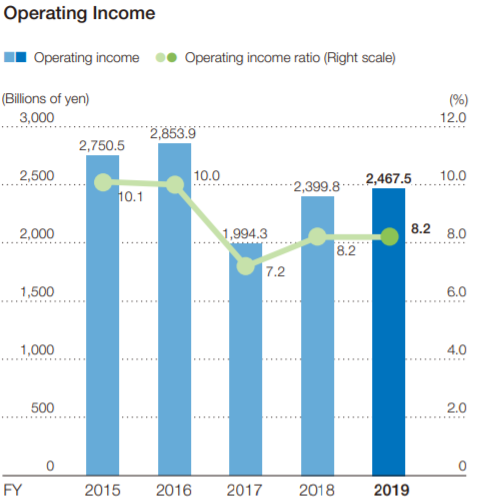 Operating Income
Operating income Operating income ratio (Right scale)
(Billions of yen) (%)
3,000 12.0
2,853.9
2,750.5
2,500 10.0 10.0
2,467.5
2,399.8
10.1
2,000 1,994.3 8.2 8.0
8.2
7.2
1,500 6.0
1,000 4.0
500 2.0
0 0
FY 2015 2016 2017 2018 2019